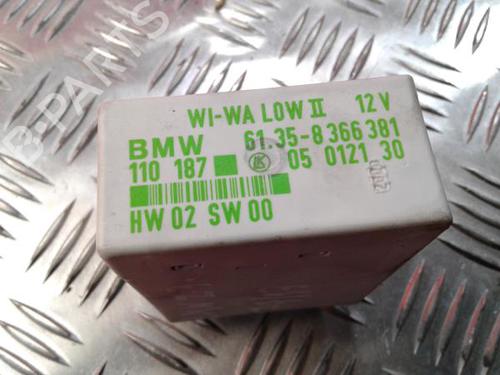 WI-WA LOW II 12V
BMW 61.35-8 366 381
110 187 05 0121 30
HW 02 SW 00